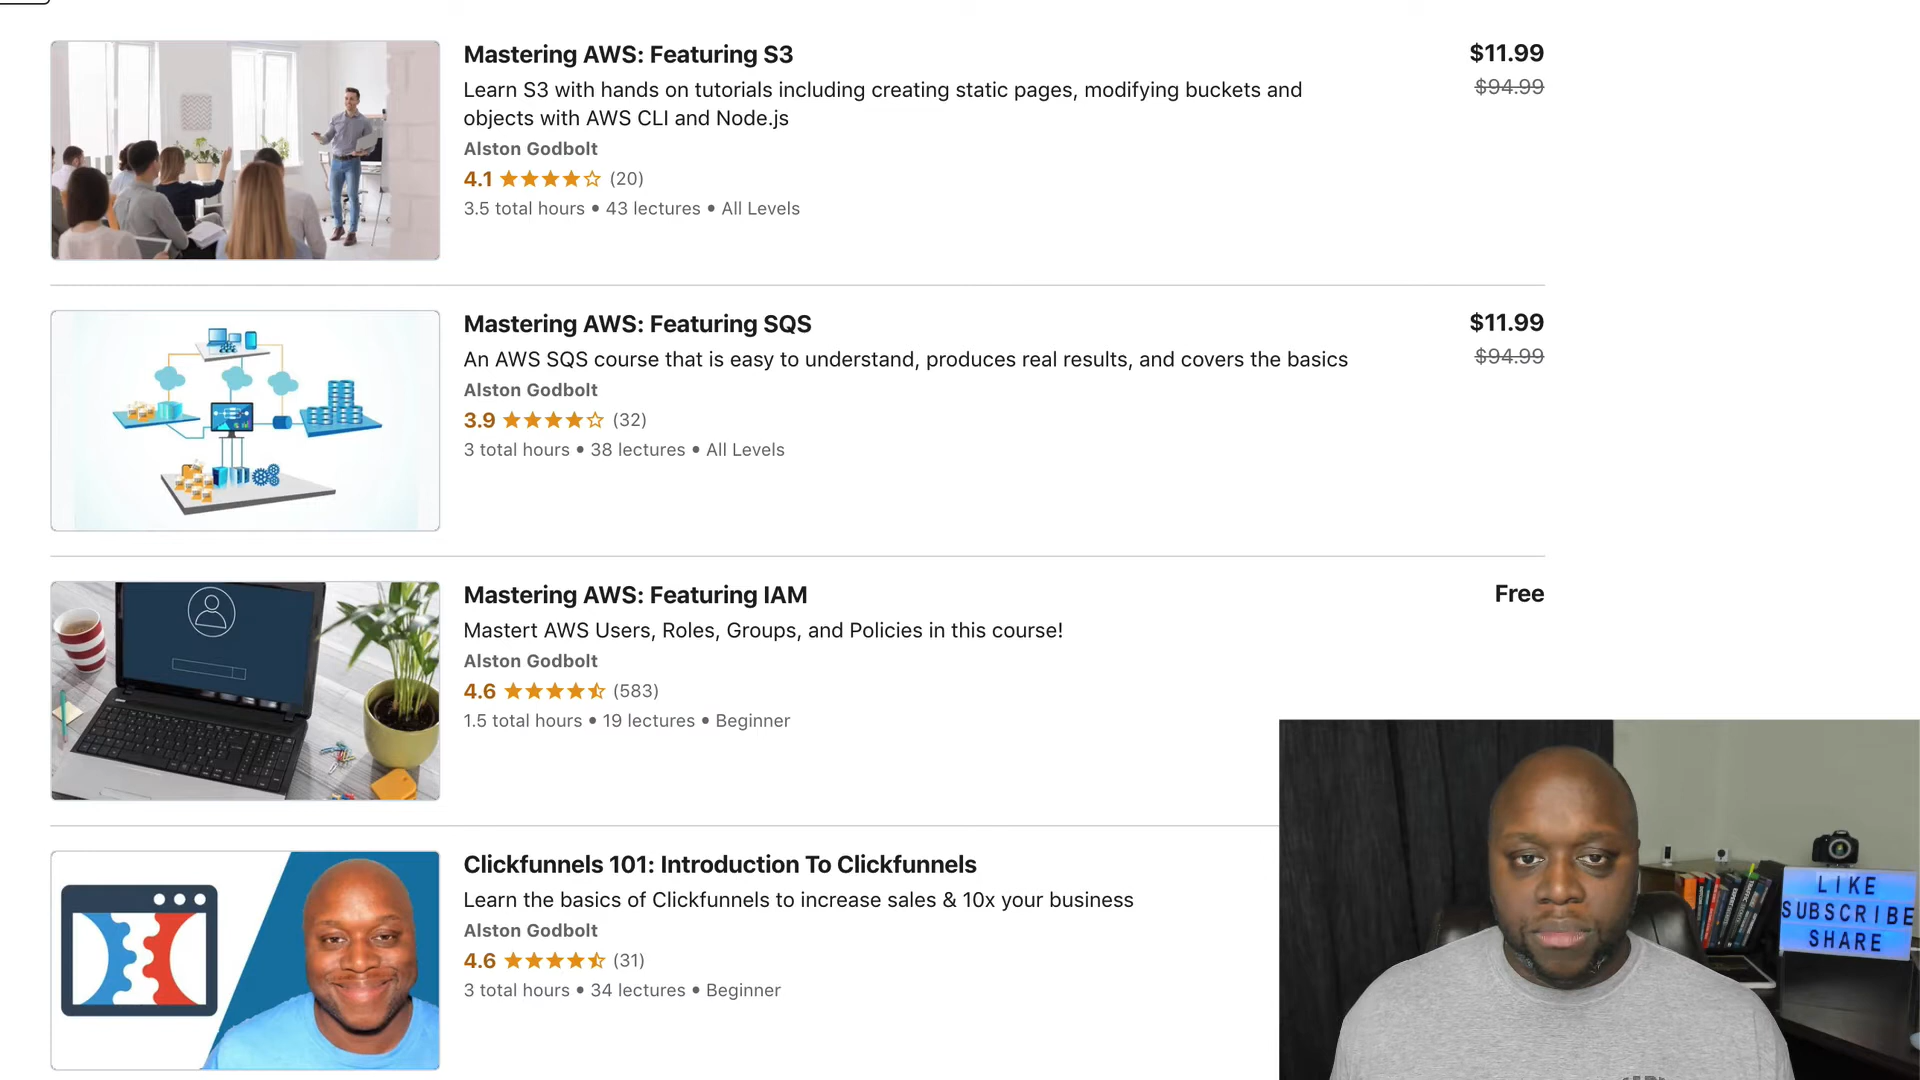 Mastering AWS: Featuring S3
$11.99
Learn S3 with hands on tutorials including creating static pages, modifying buckets and
$94.99
objects with AWS CLI and Node.js
Alston Godbolt
4.1 (20)
3.5 total hours • 43 lectures • All Levels
Mastering AWS: Featuring SQS
$11.99
An AWS SQS course that is easy to understand, produces real results, and covers the basics
$94.99
Alston Godbolt
3.9 (32)
3 total hours • 38 lectures • All Levels
Mastering AWS: Featuring IAM
Free
Mastert AWS Users, Roles, Groups, and Policies in this course!
Alston Godbolt
4.6 (583)
1.5 total hours • 19 lectures • Beginner
Clickfunnels 101: Introduction To Clickfunnels
Learn the basics of Clickfunnels to increase sales & 10x your business
Alston Godbolt
4.6 (31)
3 total hours • 34 lectures • Beginner
LIKE
SUBSCRIBE
SHARE